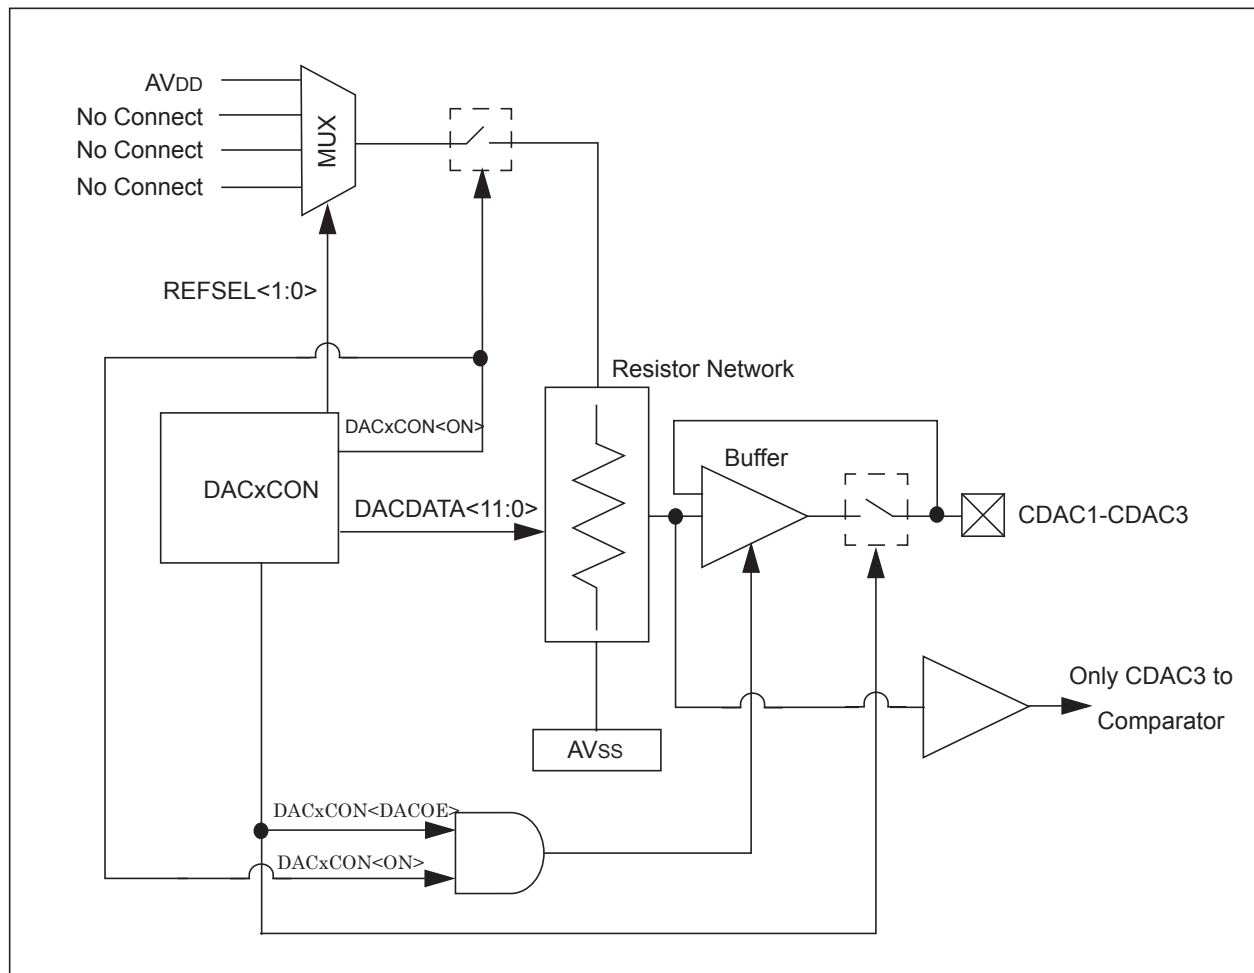 AVDD
No Connect
No Connect
No Connect
MUX
REFSEL<1:0>
Resistor Network
DACxCON<ON>
DACxCON
DACDATA<11:0>
Buffer
CDAC1-CDAC3
Only CDAC3 to
Comparator
AVSS
DACxCON<DACOE>
DACxCON<ON>